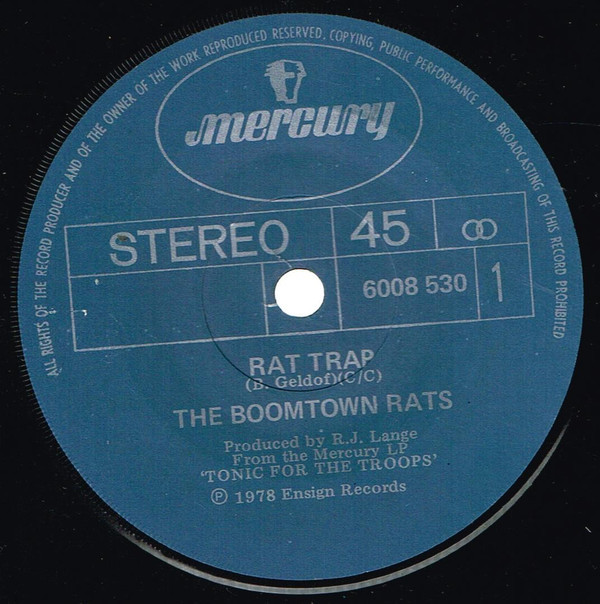 ALL RIGHTS OF THE RECORD PRODUCER AND OF THE OWNER OF THE WORK REPRODUCED RESERVED, COPYING, PUBLIC PERFORMANCE AND BROADCASTING OF THIS RECORD PROHIBITED
mercury
STEREO 45
6008 530 1
RAT TRAP
(B. Geldof)(C/C)
THE BOOMTOWN RATS
Produced by R.J. Lange
From the Mercury LP
'TONIC FOR THE TROOPS'
℗ 1978 Ensign Records